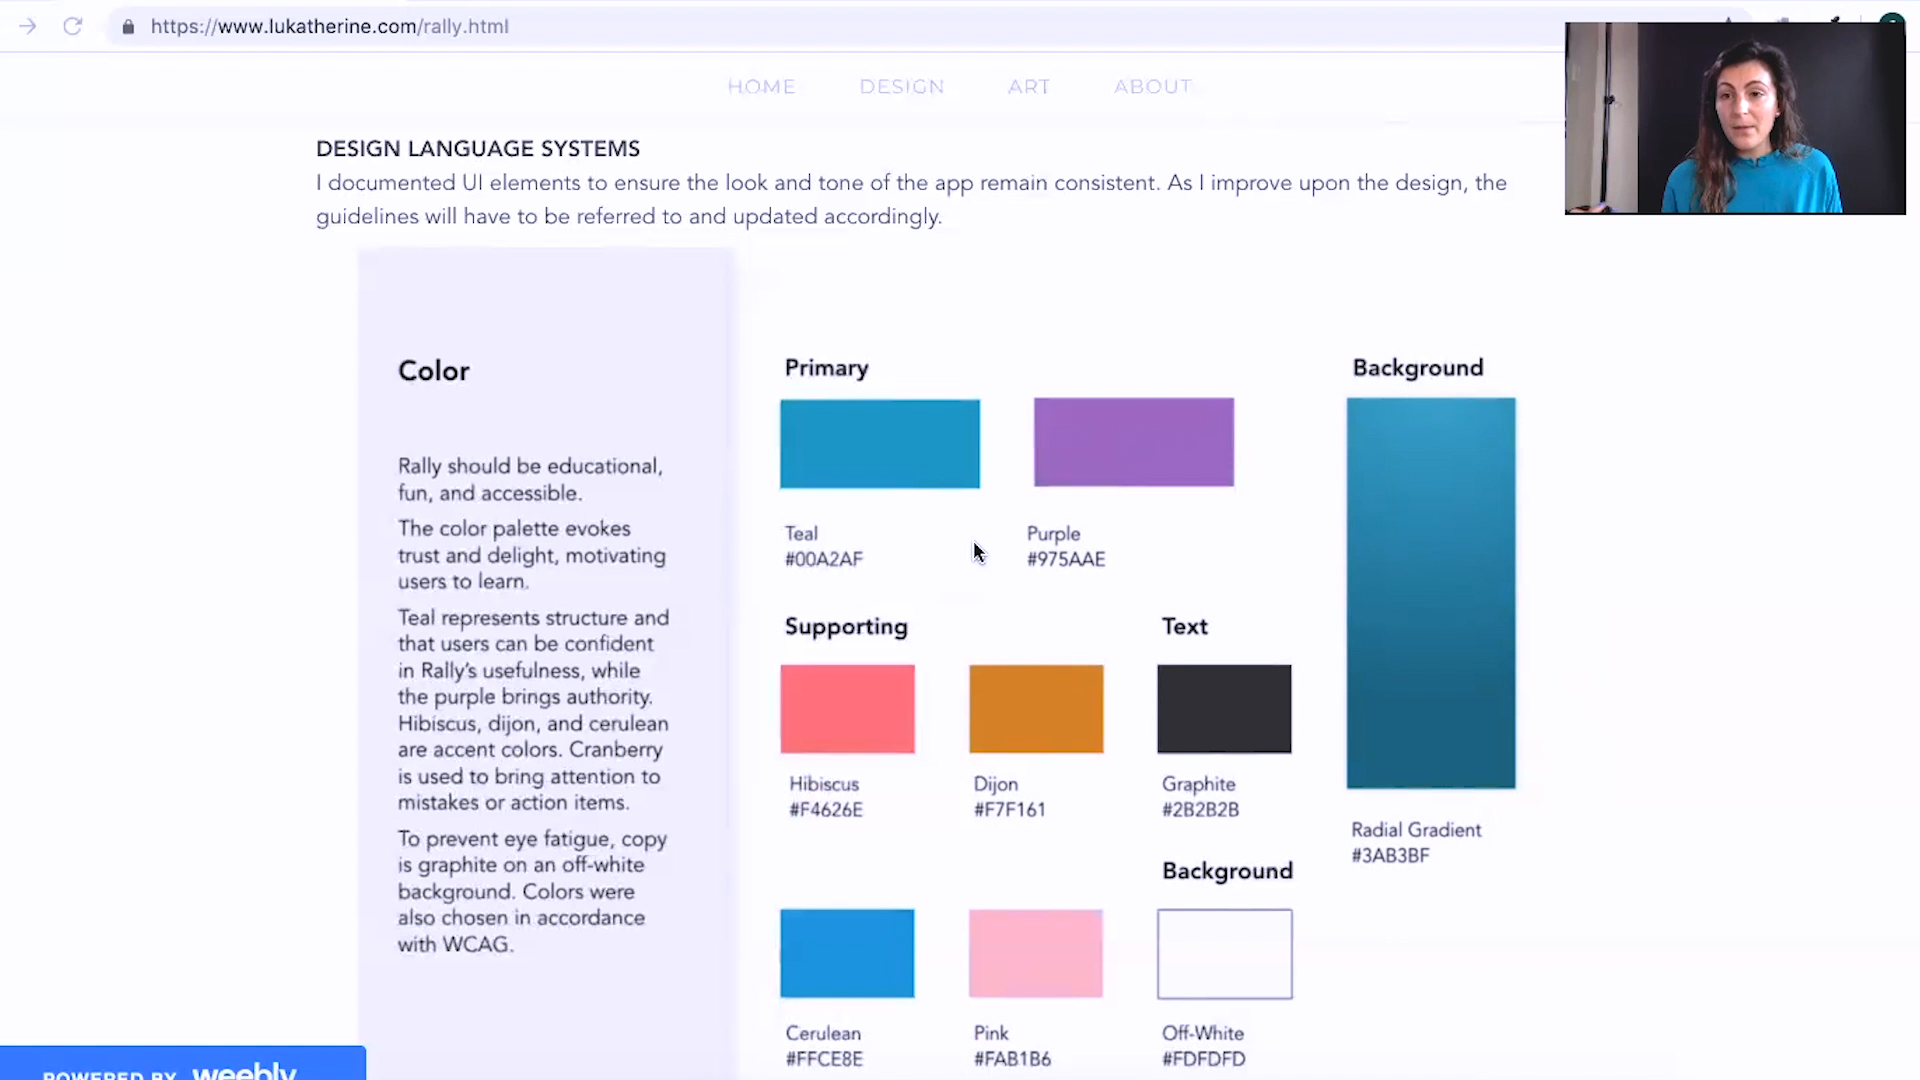 https://www.lukatherine.com/rally.html
HOME DESIGN ART ABOUT
DESIGN LANGUAGE SYSTEMS
I documented UI elements to ensure the look and tone of the app remain consistent. As I improve upon the design, the
guidelines will have to be referred to and updated accordingly.
Color
Rally should be educational,
fun, and accessible.
The color palette evokes
trust and delight, motivating
users to learn.
Teal represents structure and
that users can be confident
in Rally's usefulness, while
the purple brings authority.
Hibiscus, dijon, and cerulean
are accent colors. Cranberry
is used to bring attention to
mistakes or action items.
To prevent eye fatigue, copy
is graphite on an off-white
background. Colors were
also chosen in accordance
with WCAG.
Primary
Teal
#00A2AF
Purple
#975AAE
Supporting
Hibiscus
#F4626E
Dijon
#F7F161
Cerulean
#FFCE8E
Pink
#FAB1B6
Text
Graphite
#2B2B2B
Background
Off-White
#FDFDFD
Background
Radial Gradient
#3AB3BF
POWERED BY weebly